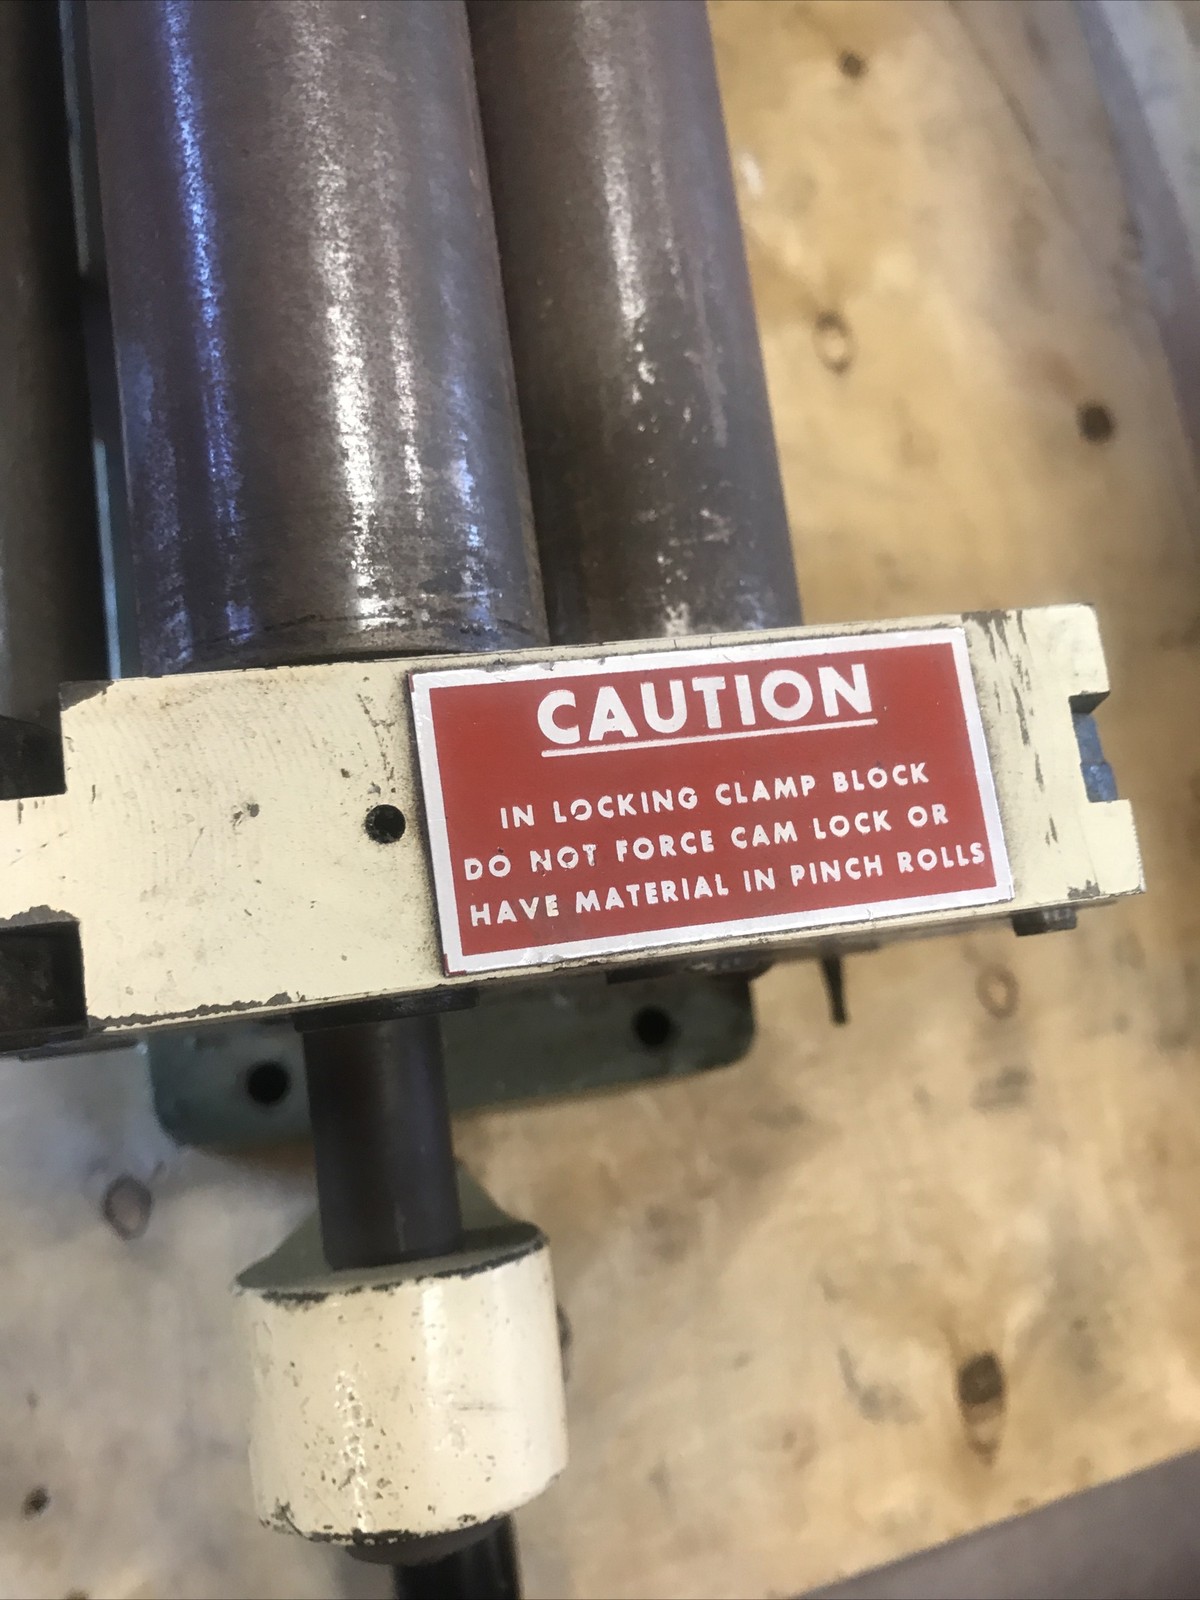 CAUTION
IN LOCKING CLAMP BLOCK
DO NOT FORCE CAM LOCK OR
HAVE MATERIAL IN PINCH ROLLS